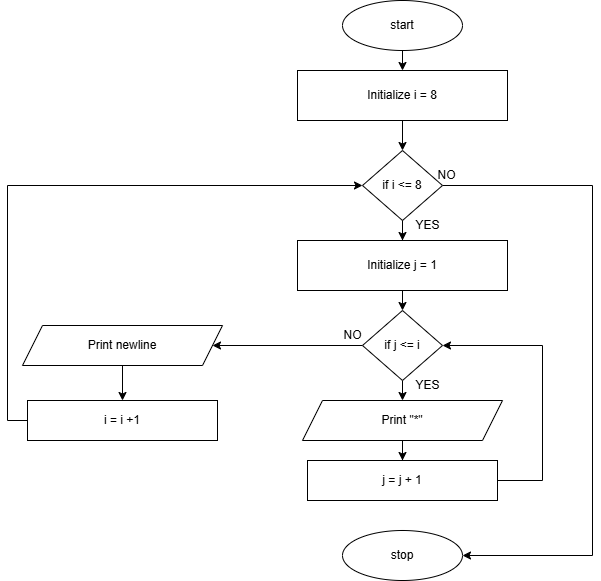 start
Initialize i = 8
if i <= 8
NO
YES
Initialize j = 1
if j <= i
NO
Print newline
YES
i = i +1
Print "*"
j = j + 1
stop